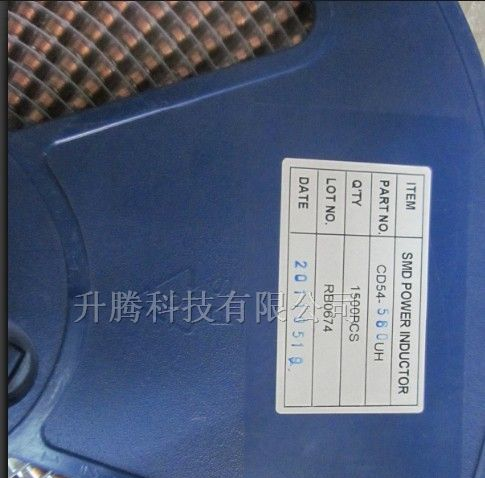 ITEM SMD POWER INDUCTOR
PART NO. CD54-560UH
Q'TY 1500PCS
LOT NO. RB0674
DATE
升腾科技有限公司